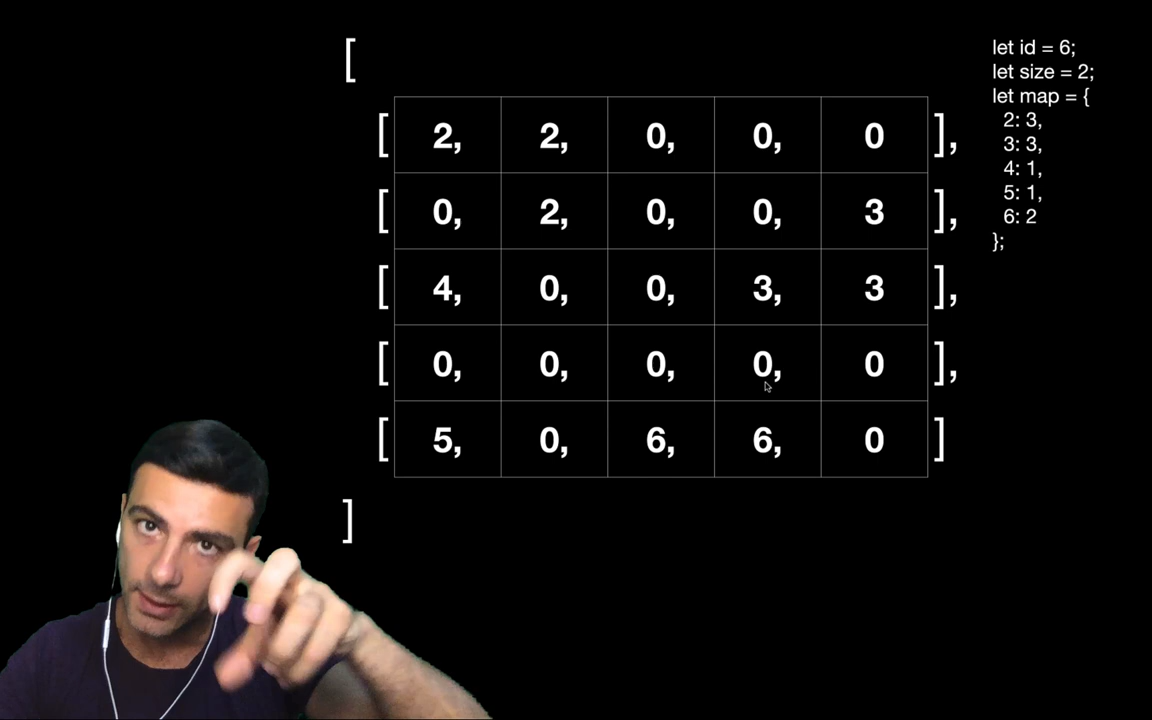 [
[ 2, 2, 0, 0, 0 ],
[ 0, 2, 0, 0, 3 ],
[ 4, 0, 0, 3, 3 ],
[ 0, 0, 0, 0, 0 ],
[ 5, 0, 6, 6, 0 ]
]
let id = 6;
let size = 2;
let map = {
2: 3,
3: 3,
4: 1,
5: 1,
6: 2
};